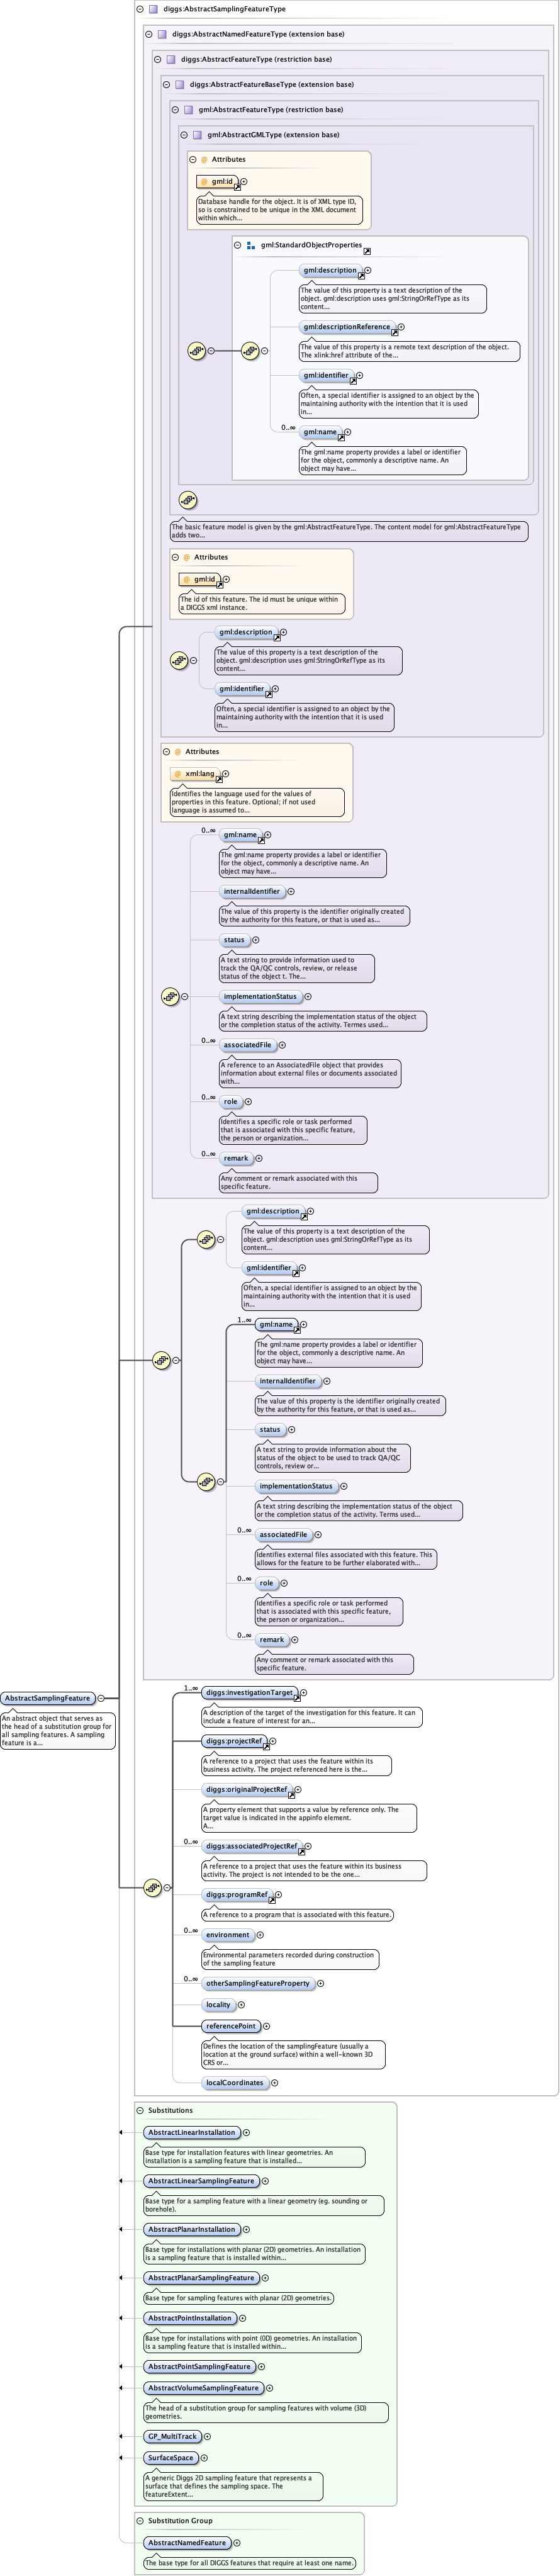 diggs:AbstractSamplingFeatureType
diggs:AbstractNamedFeatureType (extension base)
diggs:AbstractFeatureType (restriction base)
diggs:AbstractFeatureBaseType (extension base)
gml:AbstractFeatureType (restriction base)
gml:AbstractGMLType (extension base)
@ Attributes
@ gml:id
Database handle for the object. It is of XML type ID,
so is constrained to be unique in the XML document
within which...
gml:StandardObjectProperties
gml:description
The value of this property is a text description of the
object. gml:description uses gml:StringOrRefType as its
content...
gml:descriptionReference
The value of this property is a remote text description of the object.
The xlink:href attribute of the...
gml:identifier
Often, a special identifier is assigned to an object by the
maintaining authority with the intention that it is used
in...
0..∞
gml:name
The gml:name property provides a label or identifier
for the object, commonly a descriptive name. An
object may have...
The basic feature model is given by the gml:AbstractFeatureType. The content model for gml:AbstractFeatureType
adds two...
@ Attributes
@ gml:id
The id of this feature. The id must be unique within
a DIGGS xml instance.
gml:description
The value of this property is a text description of the
object. gml:description uses gml:StringOrRefType as its
content...
gml:identifier
Often, a special identifier is assigned to an object by the
maintaining authority with the intention that it is used
in...
@ Attributes
@ xml:lang
Identifies the language used for the values of
properties in this feature. Optional; if not used
language is assumed to...
0..∞
gml:name
The gml:name property provides a label or identifier
for the object, commonly a descriptive name. An
object may have...
internalIdentifier
The value of this property is the identifier originally created
by the authority for this feature, or that is used as...
status
A text string to provide information used to
track the QA/QC controls, review, or release
status of the object t. The...
implementationStatus
A text string describing the implementation status of the object
or the completion status of the activity. Termes used...
0..∞
associatedFile
A reference to an AssociatedFile object that provides
information about external files or documents associated
with...
0..∞
role
Identifies a specific role or task performed
that is associated with this specific feature,
the person or organization...
0..∞
remark
Any comment or remark associated with this
specific feature.
gml:description
The value of this property is a text description of the
object. gml:description uses gml:StringOrRefType as its
content...
gml:identifier
Often, a special identifier is assigned to an object by the
maintaining authority with the intention that it is used
in...
1..∞
gml:name
The gml:name property provides a label or identifier
for the object, commonly a descriptive name. An
object may have...
internalIdentifier
The value of this property is the identifier originally created
by the authority for this feature, or that is used as...
status
A text string to provide information about the
status of the object to be used to track QA/QC
controls, review or...
implementationStatus
A text string describing the implementation status of the object
or the completion status of the activity. Terms used...
0..∞
associatedFile
Identifies external files associated with this feature. This
allows for the feature to be further elaborated with...
0..∞
role
Identifies a specific role or task performed
that is associated with this specific feature,
the person or organization...
0..∞
remark
Any comment or remark associated with this
specific feature.
AbstractSamplingFeature
An abstract object that serves as
the head of a substitution group for
all sampling features. A sampling
feature is a...
1..∞
diggs:investigationTarget
A description of the target of the investigation for this feature. It can
include a feature of interest for an...
diggs:projectRef
A reference to a project that uses the feature within its
business activity. The project referenced here is the...
diggs:originalProjectRef
A property element that supports a value by reference only. The
target value is indicated in the appinfo element.
A...
0..∞
diggs:associatedProjectRef
A reference to a project that uses the feature within its business
activity. The project is not intended to be the one...
diggs:programRef
A reference to a program that is associated with this feature.
0..∞
environment
Environmental parameters recorded during construction
of the sampling feature
0..∞
otherSamplingFeatureProperty
locality
referencePoint
Defines the location of the samplingFeature (usually a
location at the ground surface) within a well-known 3D
CRS or...
localCoordinates
Substitutions
AbstractLinearInstallation
Base type for installation features with linear geometries. An
installation is a sampling feature that is installed...
AbstractLinearSamplingFeature
Base type for a sampling feature with a linear geometry (eg. sounding or
borehole).
AbstractPlanarInstallation
Base type for installations with planar (2D) geometries. An installation
is a sampling feature that is installed within...
AbstractPlanarSamplingFeature
Base type for sampling features with planar (2D) geometries.
AbstractPointInstallation
Base type for installations with point (0D) geometries. An installation
is a sampling feature that is installed within...
AbstractPointSamplingFeature
AbstractVolumeSamplingFeature
The head of a substitution group for sampling features with volume (3D)
geometries.
GP_MultiTrack
SurfaceSpace
A generic Diggs 2D sampling feature that represents a
surface that defines the sampling space. The
featureExtent...
Substitution Group
AbstractNamedFeature
The base type for all DIGGS features that require at least one name.